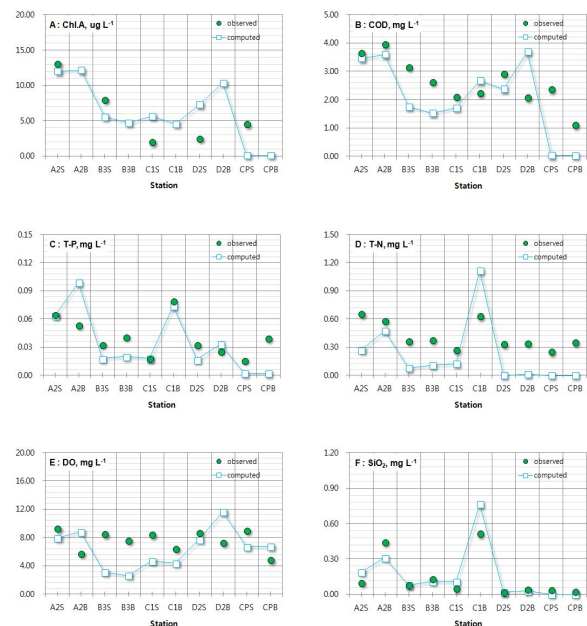 A : Chl.A, ug L-1
observed
computed
20.00
15.00
10.00
5.00
0.00
A2S A2B B3S B3B C1S C1B D2S D2B CPS CPB
Station
B : COD, mg L-1
observed
computed
5.00
4.00
3.00
2.00
1.00
0.00
A2S A2B B3S B3B C1S C1B D2S D2B CPS CPB
Station
C : T-P, mg L-1
observed
computed
0.15
0.12
0.09
0.06
0.03
0.00
A2S A2B B3S B3B C1S C1B D2S D2B CPS CPB
Station
D : T-N, mg L-1
observed
computed
1.50
1.20
0.90
0.60
0.30
0.00
A2S A2B B3S B3B C1S C1B D2S D2B CPS CPB
Station
E : DO, mg L-1
observed
computed
20.00
16.00
12.00
8.00
4.00
0.00
A2S A2B B3S B3B C1S C1B D2S D2B CPS CPB
Station
F : SiO2, mg L-1
observed
computed
1.20
0.90
0.60
0.30
0.00
A2S A2B B3S B3B C1S C1B D2S D2B CPS CPB
Station